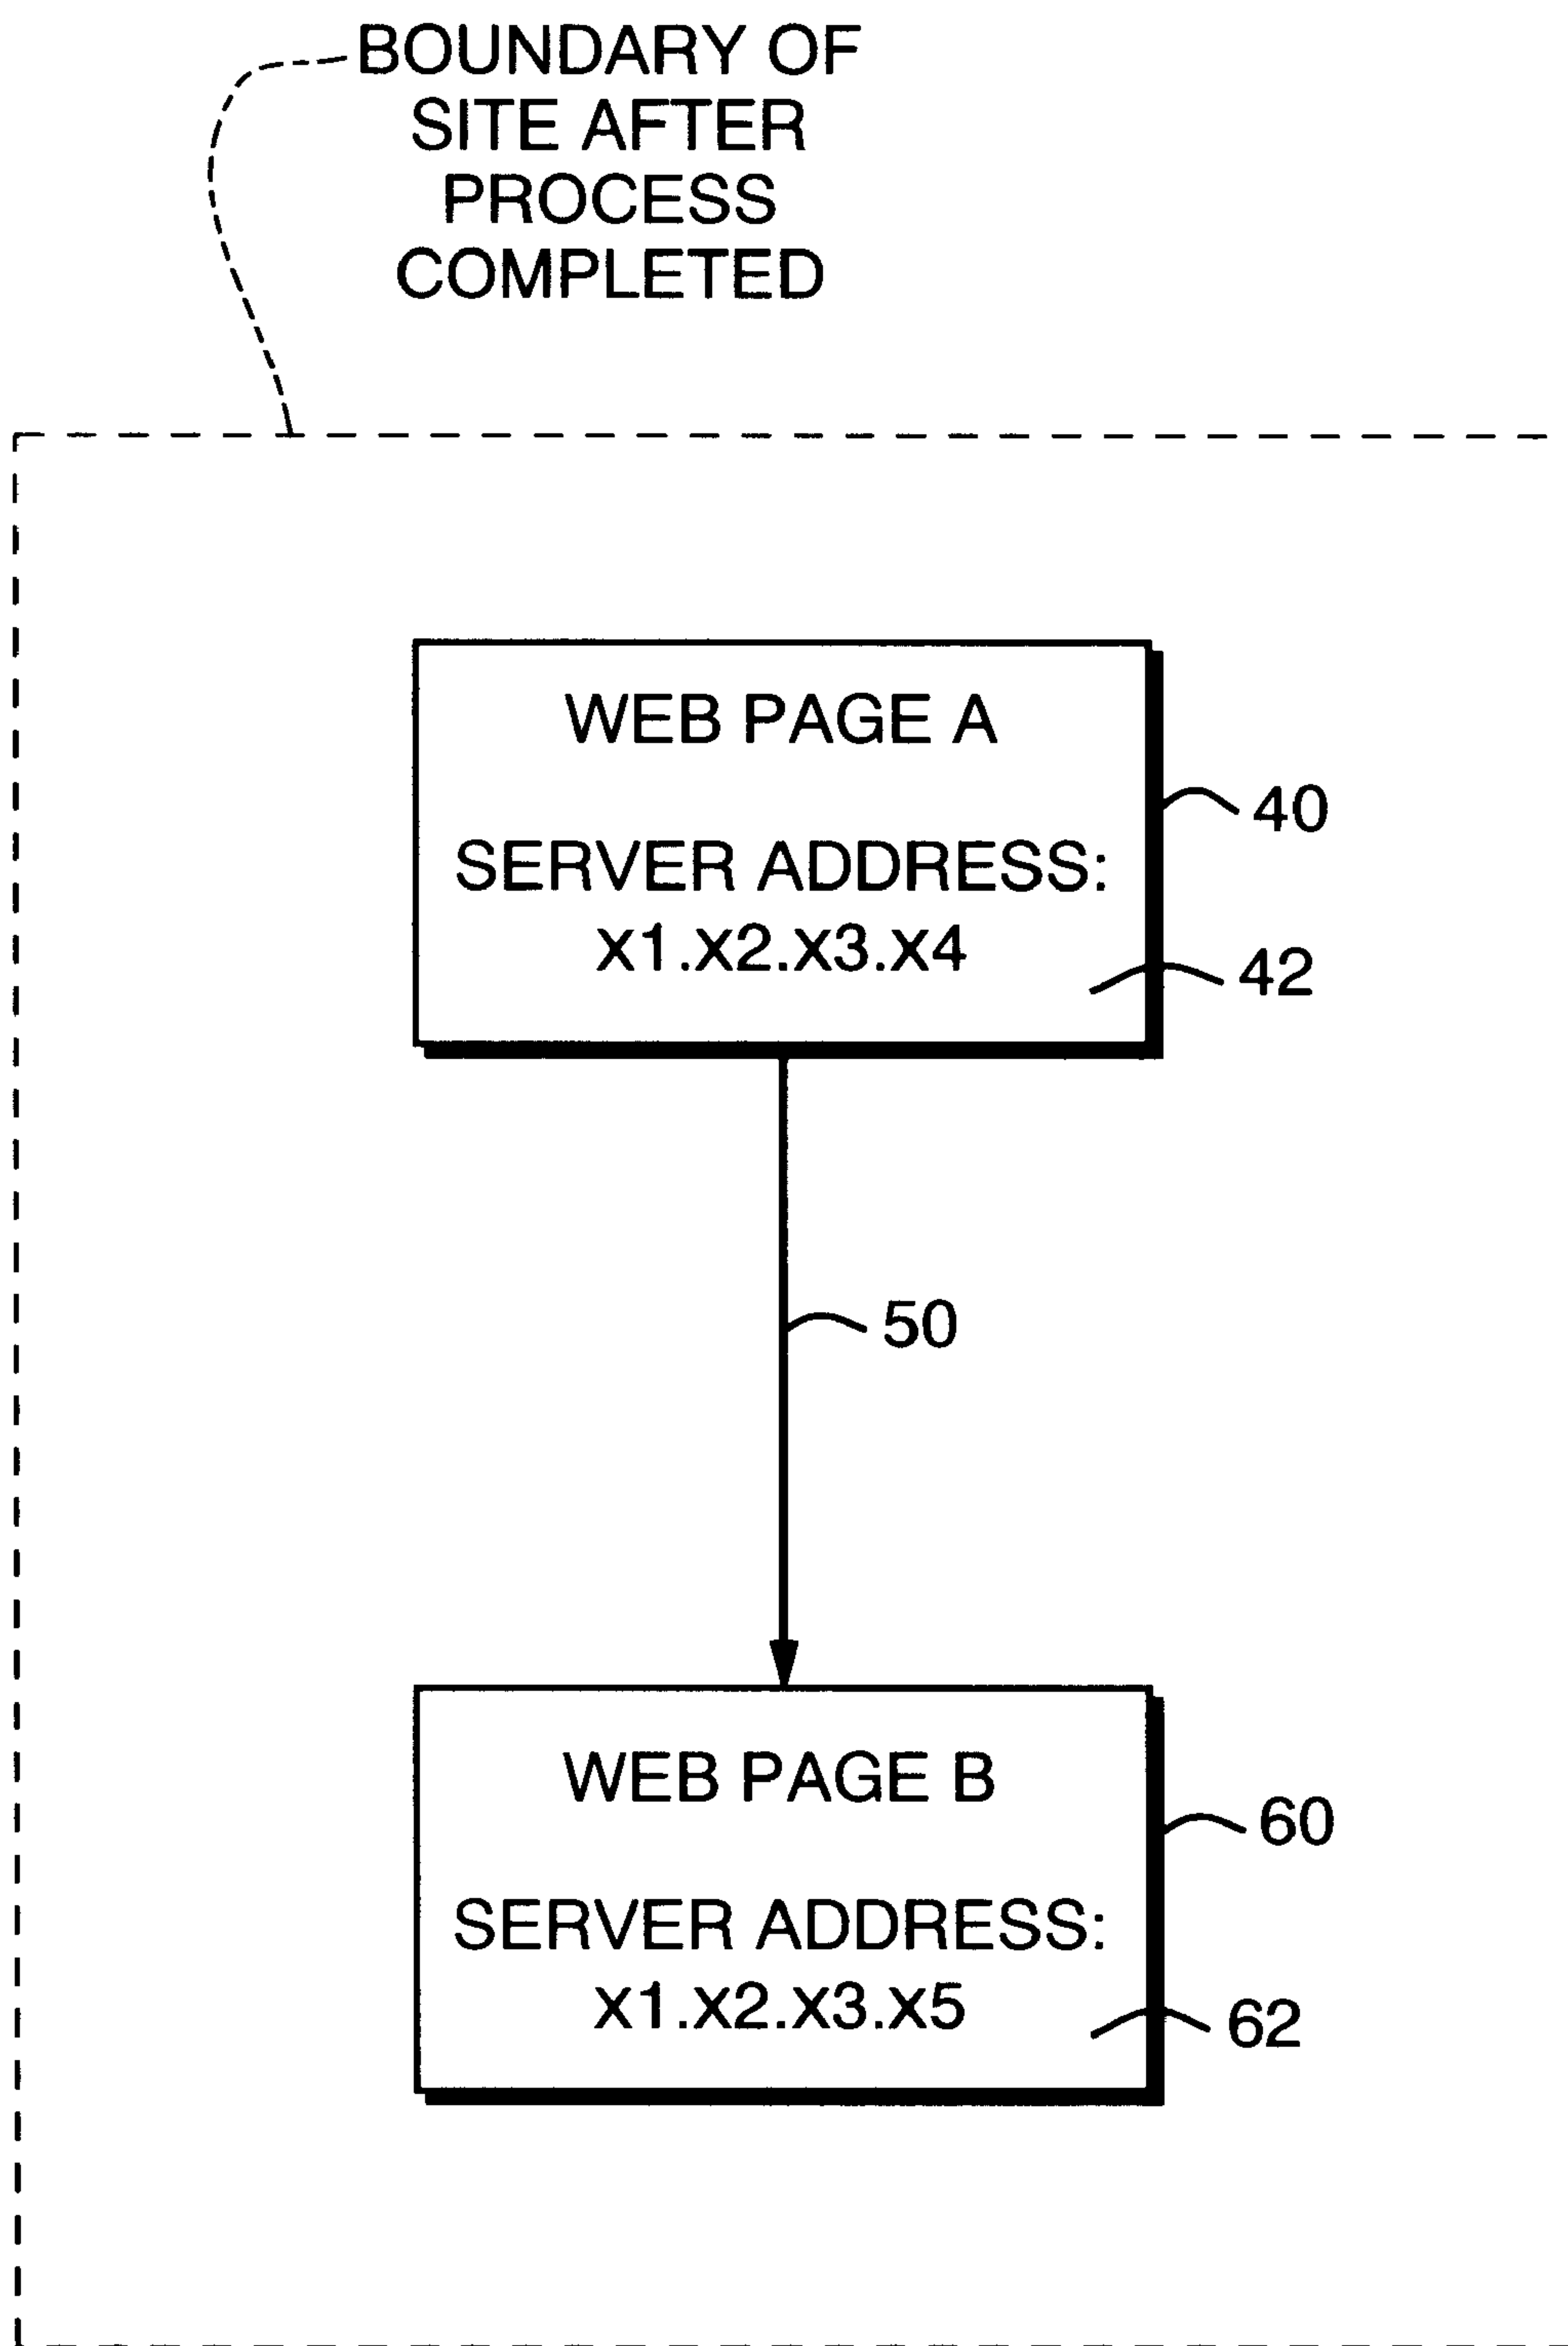 BOUNDARY OF
SITE AFTER
PROCESS
COMPLETED
WEB PAGE A
40
SERVER ADDRESS:
X1.X2.X3.X4
42
50
WEB PAGE B
60
SERVER ADDRESS:
X1.X2.X3.X5
62